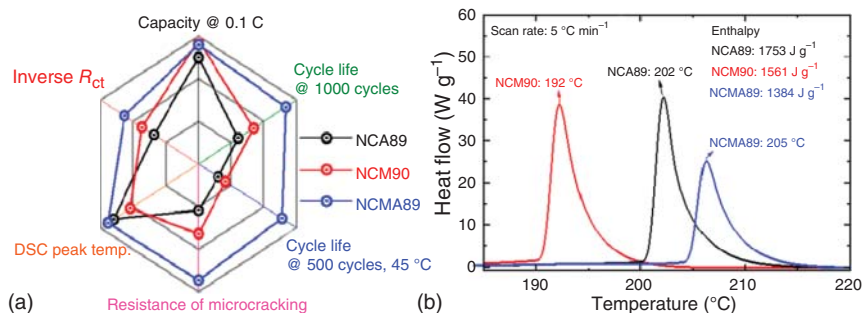 Capacity @ 0.1 C
Inverse Rct
Cycle life
@ 1000 cycles
NCA89
NCM90
NCMA89
DSC peak temp.
Cycle life
@ 500 cycles, 45 °C
Resistance of microcracking
(a)
60
50
40
30
20
10
0
Heat flow (W g⁻¹)
Scan rate: 5 °C min⁻¹
Enthalpy
NCA89: 1753 J g⁻¹
NCM90: 1561 J g⁻¹
NCMA89: 1384 J g⁻¹
NCM90: 192 °C
NCA89: 202 °C
NCMA89: 205 °C
190
200
210
220
Temperature (°C)
(b)